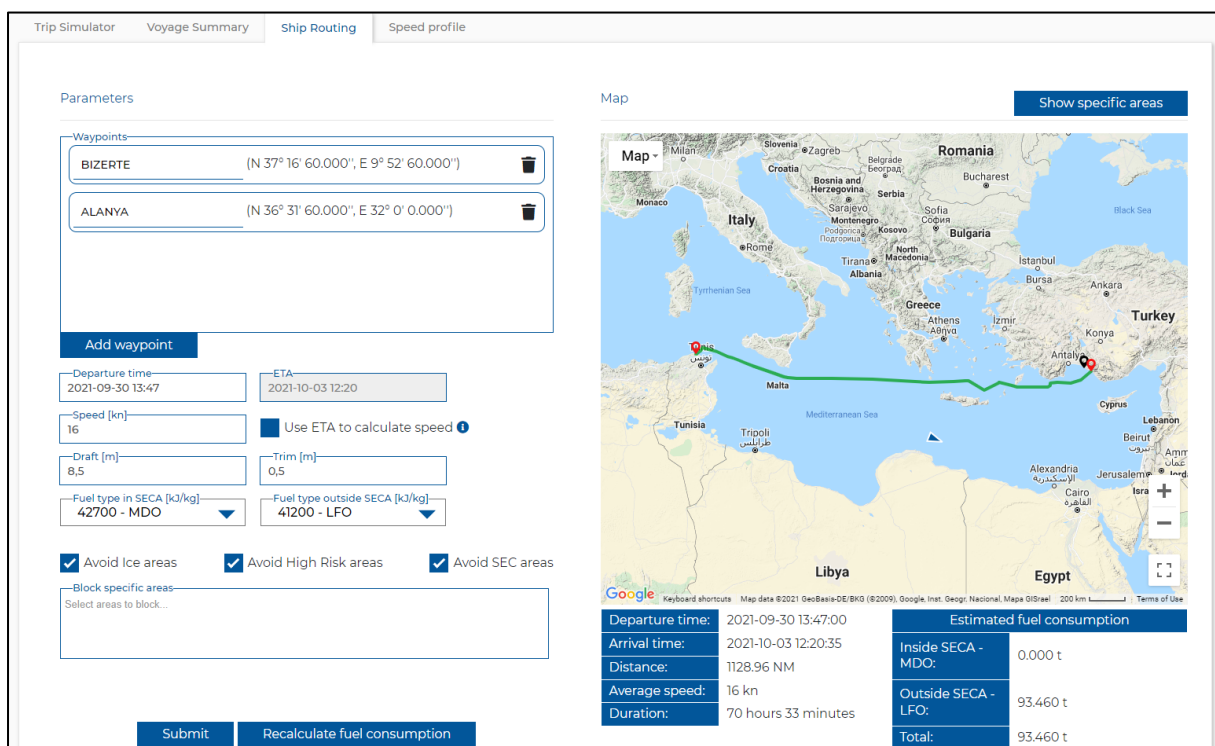 Trip Simulator Voyage Summary Ship Routing Speed profile
Parameters
Waypoints
BIZERTE (N 37° 16' 60.000'', E 9° 52' 60.000'')
ALANYA (N 36° 31' 60.000'', E 32° 0' 0.000'')
Add waypoint
Departure time
2021-09-30 13:47
ETA
2021-10-03 12:20
Speed [kn]
16
Use ETA to calculate speed
Draft [m]
8,5
Trim [m]
0,5
Fuel type in SECA [kJ/kg]
42700 - MDO
Fuel type outside SECA [kJ/kg]
41200 - LFO
Avoid Ice areas Avoid High Risk areas Avoid SEC areas
Block specific areas
Select areas to block...
Submit Recalculate fuel consumption
Map
Show specific areas
Map
Milan
Slovenia
Zagreb
Croatia
Belgrade
Београд
Romania
Bucharest
Bosnia and
Herzegovina
Serbia
Monaco
Sarajevo
Montenegro
Podgorica
Подгорица
Kosovo
Sofia
София
Bulgaria
Black Sea
Italy
Rome
North
Macedonia
Tirana
Albania
Istanbul
Bursa
Ankara
Tyrrhenian Sea
Greece
Athens
Αθήνα
Izmir
Turkey
Konya
Antalya
Tunis
تونس
Malta
Mediterranean Sea
Cyprus
Tunisia
Tripoli
طرابلس
Lebanon
Beirut
بيروت
Amm
عمان
Alexandria
الإسكندرية
Jerusalem
Cairo
القاهرة
Isra
Libya
Egypt
Google Keyboard shortcuts Map data ©2021 GeoBasis-DE/BKG (©2009), Google, Inst. Geogr. Nacional, Mapa GISrael 200 km Terms of Use
Departure time: 2021-09-30 13:47:00
Arrival time: 2021-10-03 12:20:35
Distance: 1128.96 NM
Average speed: 16 kn
Duration: 70 hours 33 minutes
Estimated fuel consumption
Inside SECA -
MDO: 0.000 t
Outside SECA -
LFO: 93.460 t
Total: 93.460 t